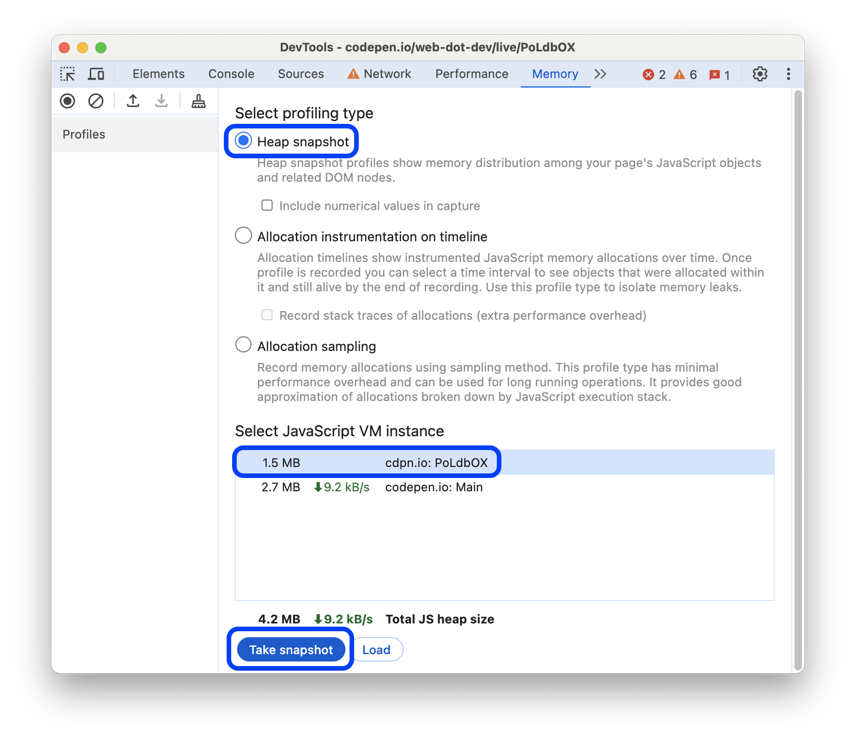 DevTools - codepen.io/web-dot-dev/live/PoLdbOX
Elements Console Sources Network Performance Memory 2 6 1
Profiles
Select profiling type
Heap snapshot
Heap snapshot profiles show memory distribution among your page's JavaScript objects
and related DOM nodes.
Include numerical values in capture
Allocation instrumentation on timeline
Allocation timelines show instrumented JavaScript memory allocations over time. Once
profile is recorded you can select a time interval to see objects that were allocated within
it and still alive by the end of recording. Use this profile type to isolate memory leaks.
Record stack traces of allocations (extra performance overhead)
Allocation sampling
Record memory allocations using sampling method. This profile type has minimal
performance overhead and can be used for long running operations. It provides good
approximation of allocations broken down by JavaScript execution stack.
Select JavaScript VM instance
1.5 MB cdpn.io: PoLdbOX
2.7 MB 9.2 kB/s codepen.io: Main
4.2 MB 9.2 kB/s Total JS heap size
Take snapshot Load